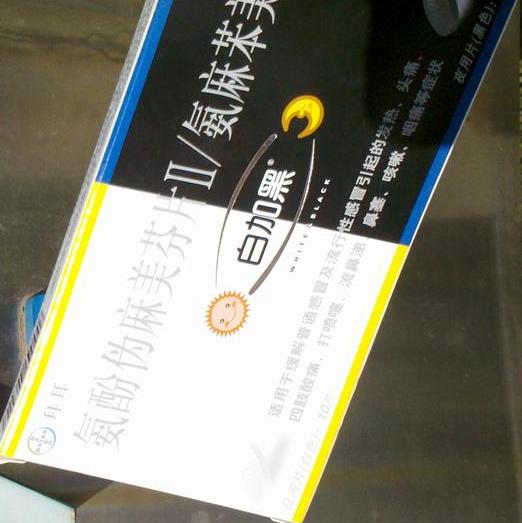 氨酚伪麻美芬片II/氨麻苯美
白加黑®
WHITE & BLACK
适用于缓解普通感冒及流行性感冒引起的发热、头痛、
四肢酸痛、打喷嚏、流鼻涕、鼻塞、咳嗽、咽痛等症状
日用片(白色): 10片
夜用片(黑色):
拜耳